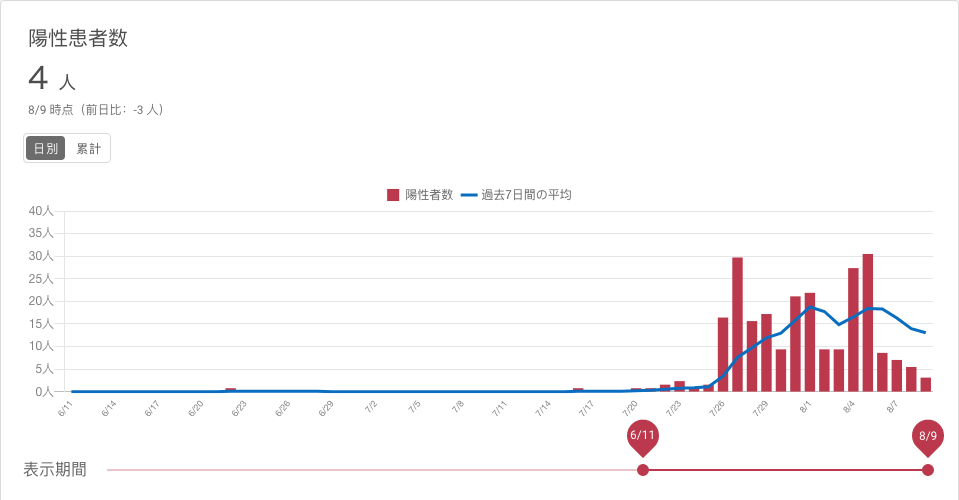 陽性患者数
4 人
8/9 時点（前日比：-3 人）
日別 累計
陽性者数 過去7日間の平均
40人
35人
30人
25人
20人
15人
10人
5人
0人
6/11 6/14 6/17 6/20 6/23 6/26 6/29 7/2 7/5 7/8 7/11 7/14 7/17 7/20 7/23 7/26 7/29 8/1 8/4 8/7
6/11 8/9
表示期間